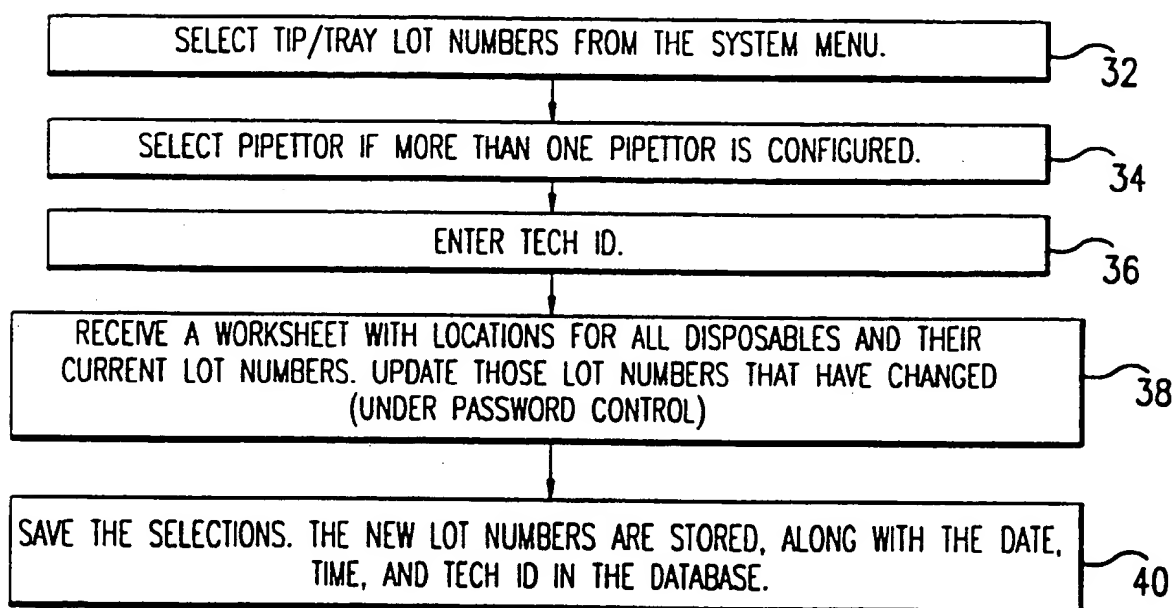 SELECT TIP/TRAY LOT NUMBERS FROM THE SYSTEM MENU.
32
SELECT PIPETTOR IF MORE THAN ONE PIPETTOR IS CONFIGURED.
34
ENTER TECH ID.
36
RECEIVE A WORKSHEET WITH LOCATIONS FOR ALL DISPOSABLES AND THEIR
CURRENT LOT NUMBERS. UPDATE THOSE LOT NUMBERS THAT HAVE CHANGED
(UNDER PASSWORD CONTROL)
38
SAVE THE SELECTIONS. THE NEW LOT NUMBERS ARE STORED, ALONG WITH THE DATE,
TIME, AND TECH ID IN THE DATABASE.
40